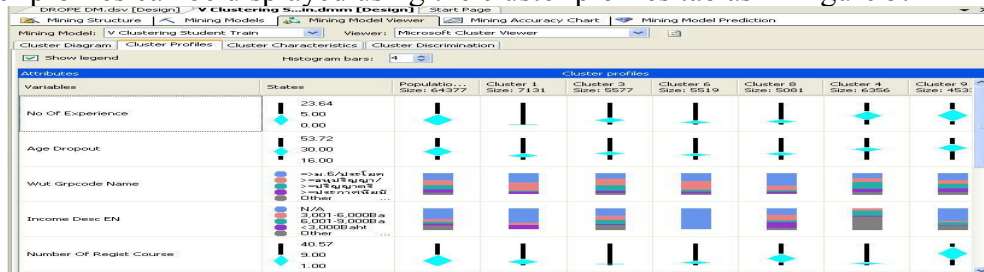 DROPE DM.dsv [Design] V Clustering S...in.dmm [Design] Start Page
Mining Structure Mining Models Mining Model Viewer Mining Accuracy Chart Mining Model Prediction
Mining Model: V Clustering Student Train Viewer: Microsoft Cluster Viewer
Cluster Diagram Cluster Profiles Cluster Characteristics Cluster Discrimination
Show legend Histogram bars: 4
Attributes Cluster profiles
Variables States Populatio... Size: 64377 Cluster 1 Size: 7131 Cluster 3 Size: 5577 Cluster 6 Size: 5519 Cluster 8 Size: 5081 Cluster 4 Size: 6356 Cluster 9 Size: 453
No Of Experience
23.64
5.00
0.00
Age Dropout
53.72
30.00
16.00
Wut Grpcode Name
Other ...
Income Desc EN
N/A
3,001-6,000Ba
6,001-9,000Ba
<3,000Baht
Other ...
Number Of Regist Course
40.57
9.00
1.00